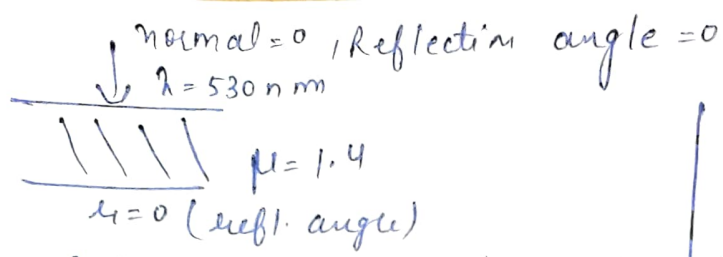 normal = 0 , Reflection angle = 0
λ = 530 nm
μ = 1.4
r = 0 (refl. angle)